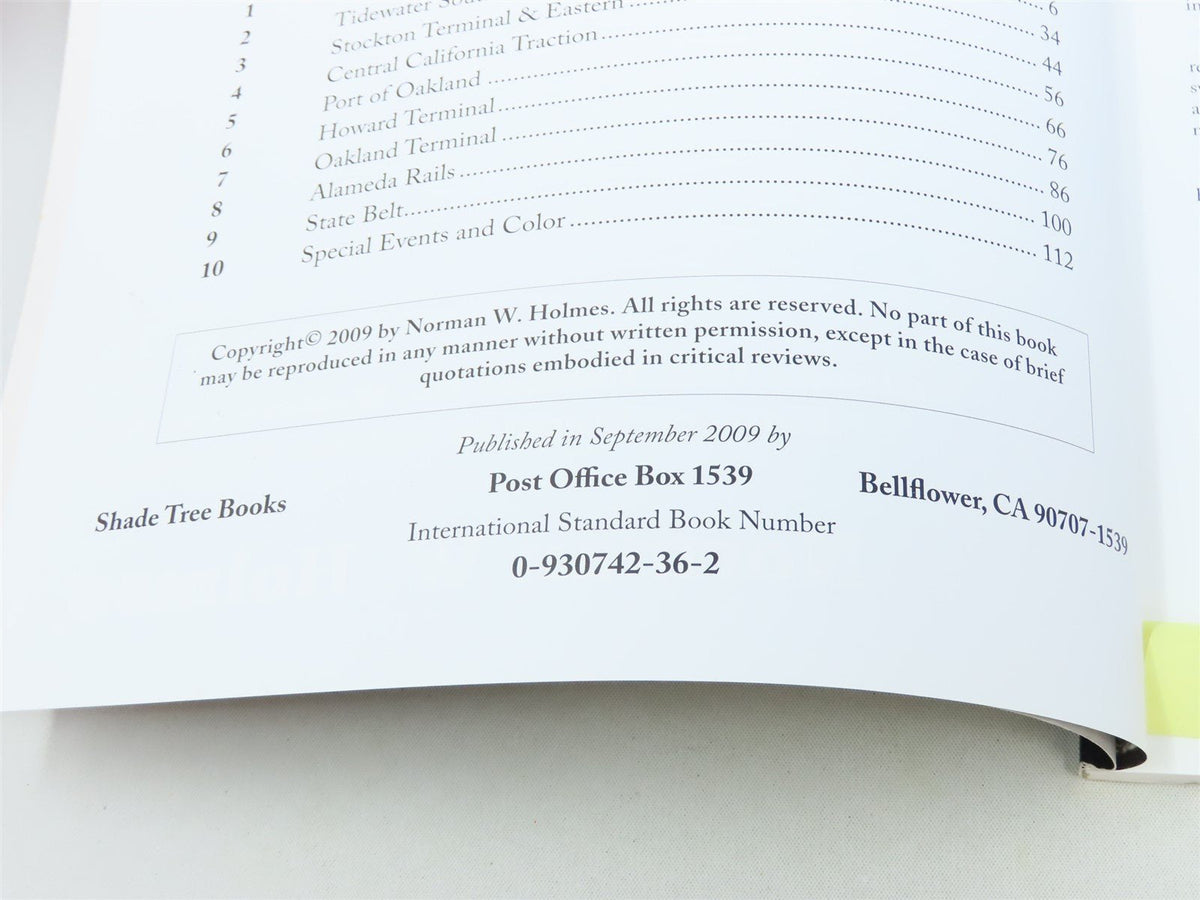 1
2 Tidewater 6
3 Stockton Terminal & Eastern 34
4 Central California Traction 44
5 Port of Oakland 56
6 Howard Terminal 66
7 Oakland Terminal 76
8 Alameda Rails 86
9 State Belt 100
10 Special Events and Color 112
Copyright© 2009 by Norman W. Holmes. All rights are reserved. No part of this book
may be reproduced in any manner without written permission, except in the case of brief
quotations embodied in critical reviews.
Published in September 2009 by
Shade Tree Books Post Office Box 1539 Bellflower, CA 90707-1539
International Standard Book Number
0-930742-36-2